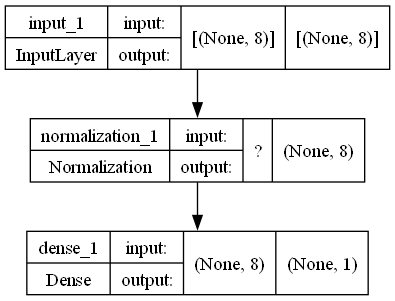 input_1 input: [(None, 8)] [(None, 8)]
InputLayer output:
normalization_1 input: ? (None, 8)
Normalization output:
dense_1 input: (None, 8) (None, 1)
Dense output: